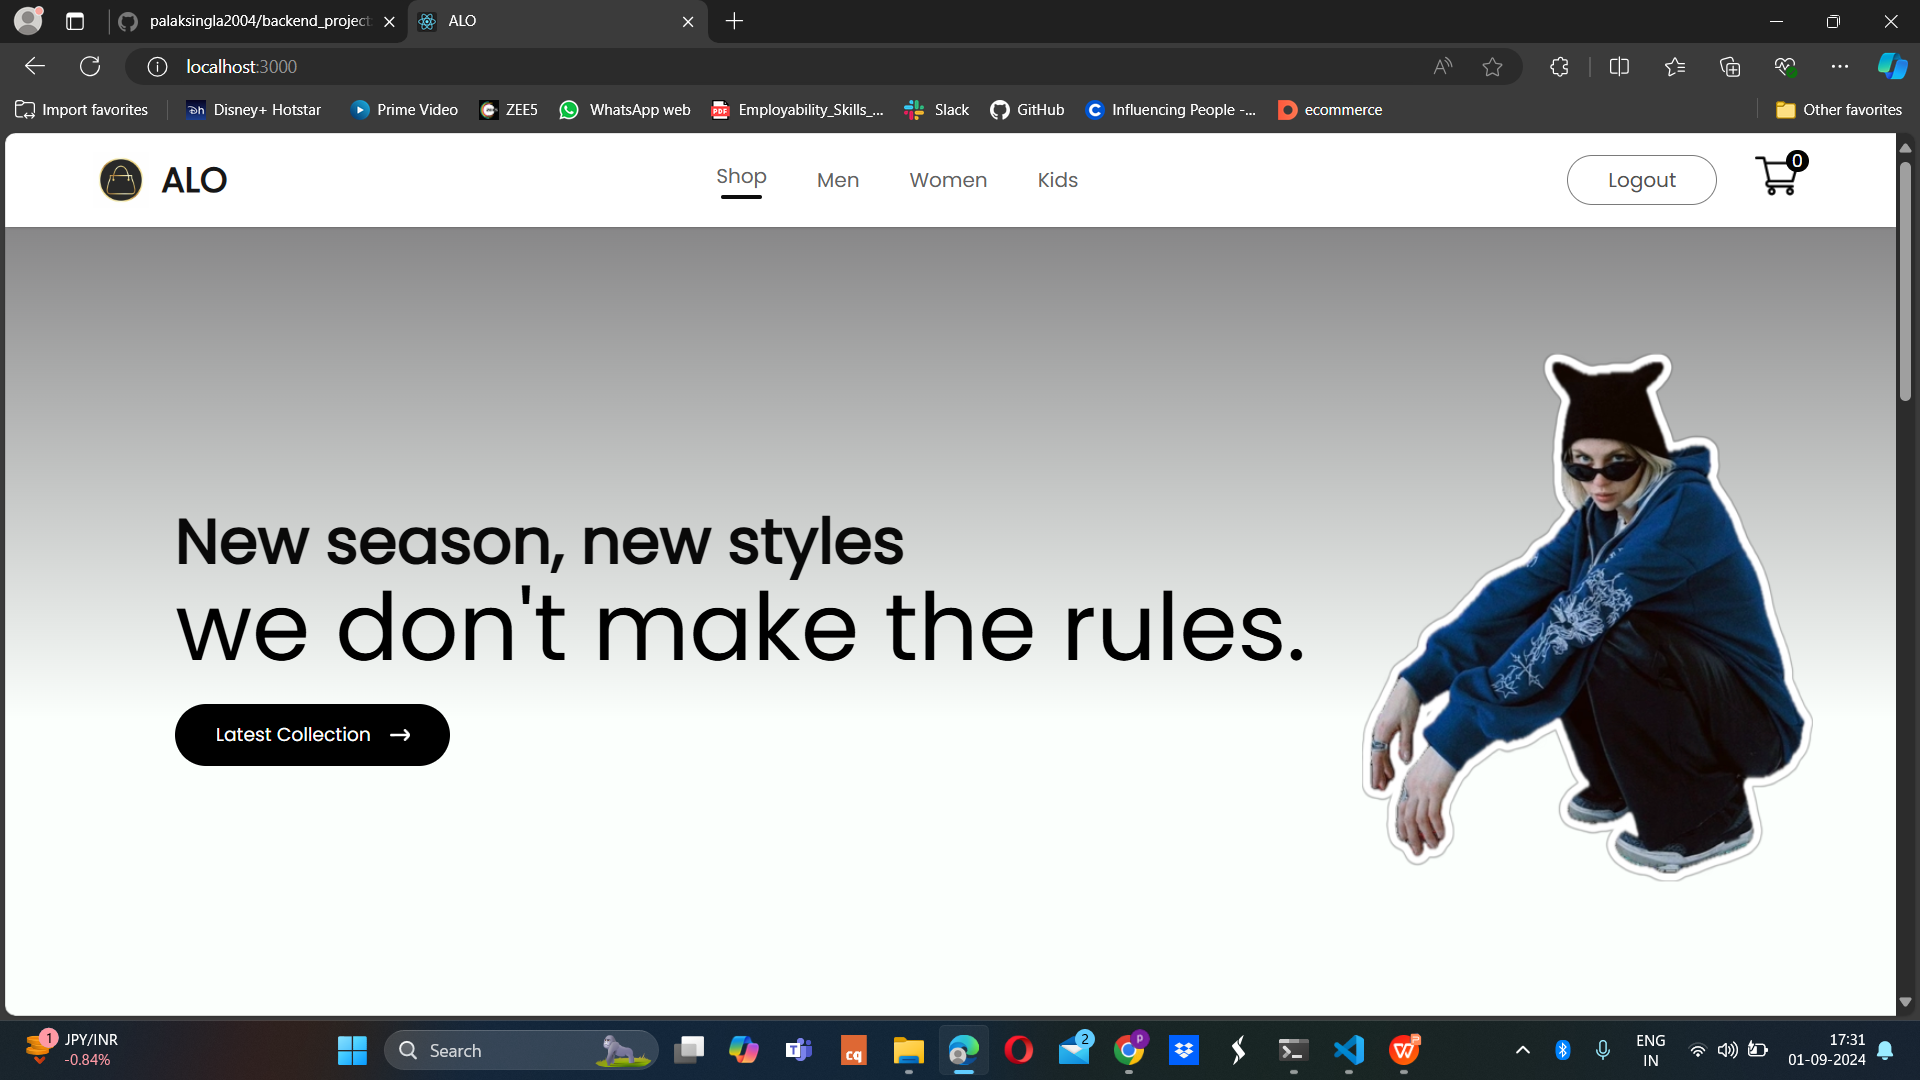 palaksingla2004/backend_project
ALO
localhost:3000
Import favorites
Disney+ Hotstar
Prime Video
ZEE5
WhatsApp web
Employability_Skills_...
Slack
GitHub
Influencing People -...
ecommerce
Other favorites
ALO
Shop
Men
Women
Kids
Logout
0
New season, new styles
we don't make the rules.
Latest Collection
1
JPY/INR
-0.84%
Search
2
ENG
IN
17:31
01-09-2024